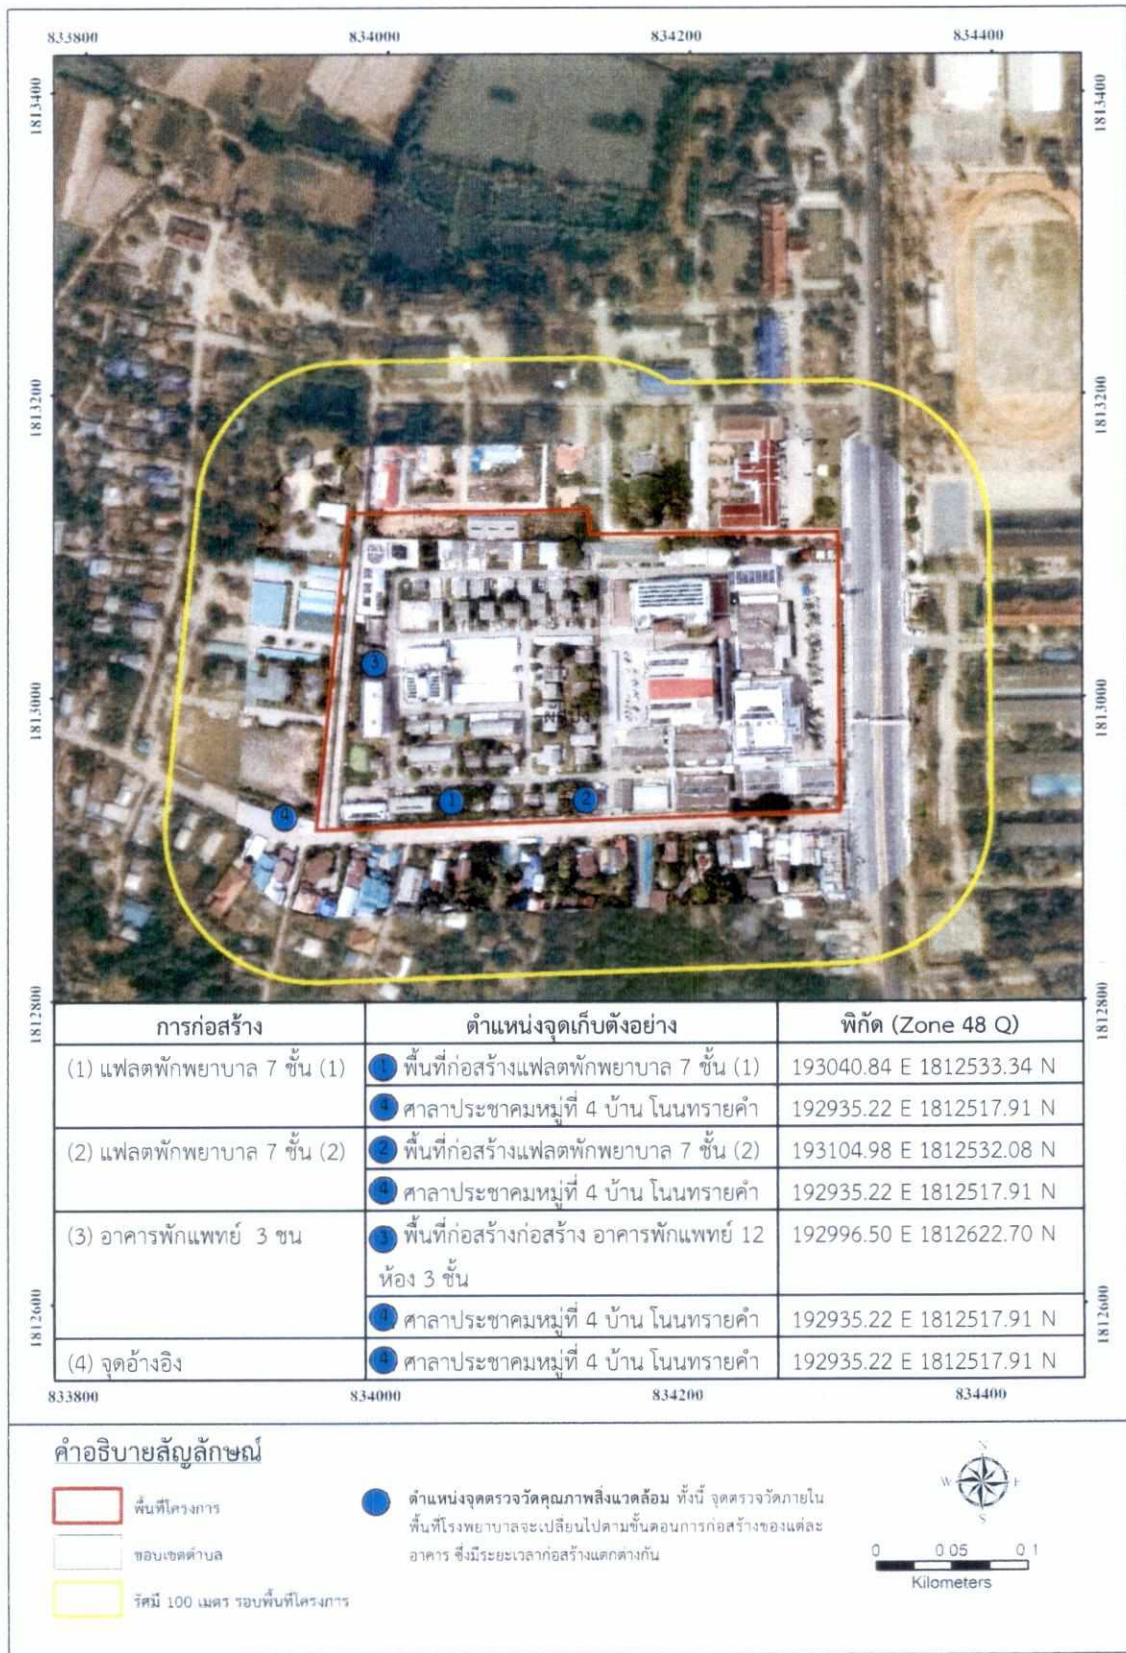 833800 834000 834200 834400
1813400 1813400
1813200 1813200
1813000 1813000
1812800 1812800
1812600 1812600
3
1
2
4
การก่อสร้าง ตำแหน่งจุดเก็บตังอย่าง พิกัด (Zone 48 Q)
(1) แฟลตพักพยาบาล 7 ชั้น (1) 1 พื้นที่ก่อสร้างแฟลตพักพยาบาล 7 ชั้น (1) 193040.84 E 1812533.34 N
4 ศาลาประชาคมหมู่ที่ 4 บ้าน โนนทรายคำ 192935.22 E 1812517.91 N
(2) แฟลตพักพยาบาล 7 ชั้น (2) 2 พื้นที่ก่อสร้างแฟลตพักพยาบาล 7 ชั้น (2) 193104.98 E 1812532.08 N
4 ศาลาประชาคมหมู่ที่ 4 บ้าน โนนทรายคำ 192935.22 E 1812517.91 N
(3) อาคารพักแพทย์ 3 ชน 3 พื้นที่ก่อสร้างก่อสร้าง อาคารพักแพทย์ 12 192996.50 E 1812622.70 N
ห้อง 3 ชั้น
4 ศาลาประชาคมหมู่ที่ 4 บ้าน โนนทรายคำ 192935.22 E 1812517.91 N
(4) จุดอ้างอิง 4 ศาลาประชาคมหมู่ที่ 4 บ้าน โนนทรายคำ 192935.22 E 1812517.91 N
833800 834000 834200 834400
คำอธิบายสัญลักษณ์
พื้นที่โครงการ
ขอบเขตตำบล
รัศมี 100 เมตร รอบพื้นที่โครงการ
ตำแหน่งจุดตรวจวัดคุณภาพสิ่งแวดล้อม ทั้งนี้ จุดตรวจวัดภายใน
พื้นที่โรงพยาบาลจะเปลี่ยนไปตามขั้นตอนการก่อสร้างของแต่ละ
อาคาร ซึ่งมีระยะเวลาก่อสร้างแตกต่างกัน
N
W E
S
0 0.05 0.1
Kilometers